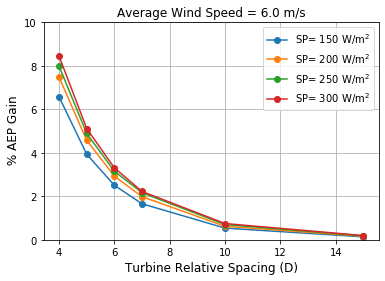 Average Wind Speed = 6.0 m/s
10
8
6
4
2
0
% AEP Gain
SP= 150 W/m²
SP= 200 W/m²
SP= 250 W/m²
SP= 300 W/m²
4 6 8 10 12 14
Turbine Relative Spacing (D)